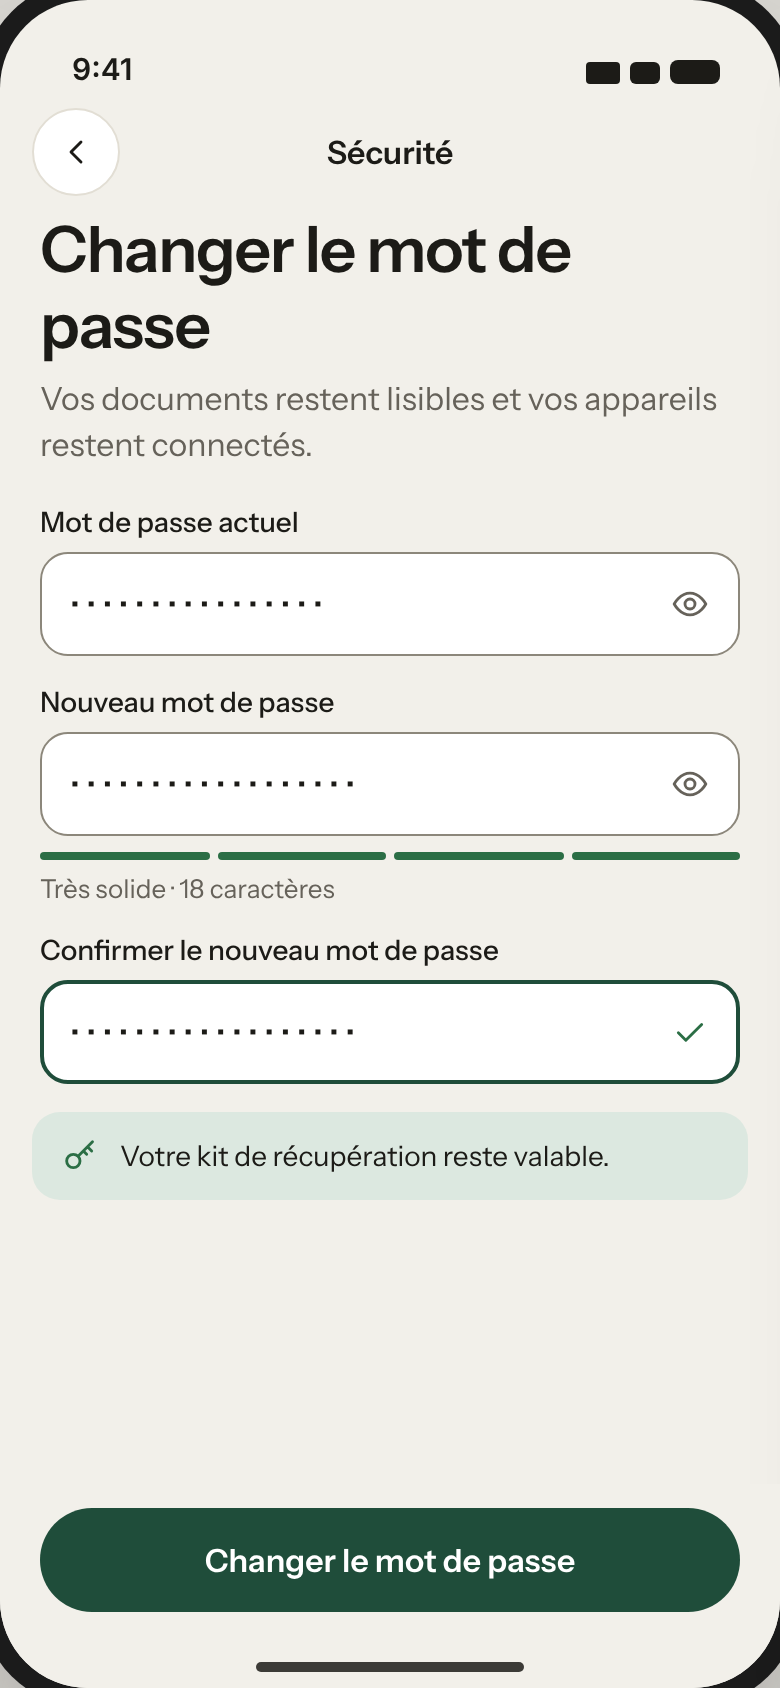 9:41
Sécurité
Changer le mot de
passe
Vos documents restent lisibles et vos appareils
restent connectés.
Mot de passe actuel
················
Nouveau mot de passe
··················
Très solide · 18 caractères
Confirmer le nouveau mot de passe
··················
Votre kit de récupération reste valable.
Changer le mot de passe